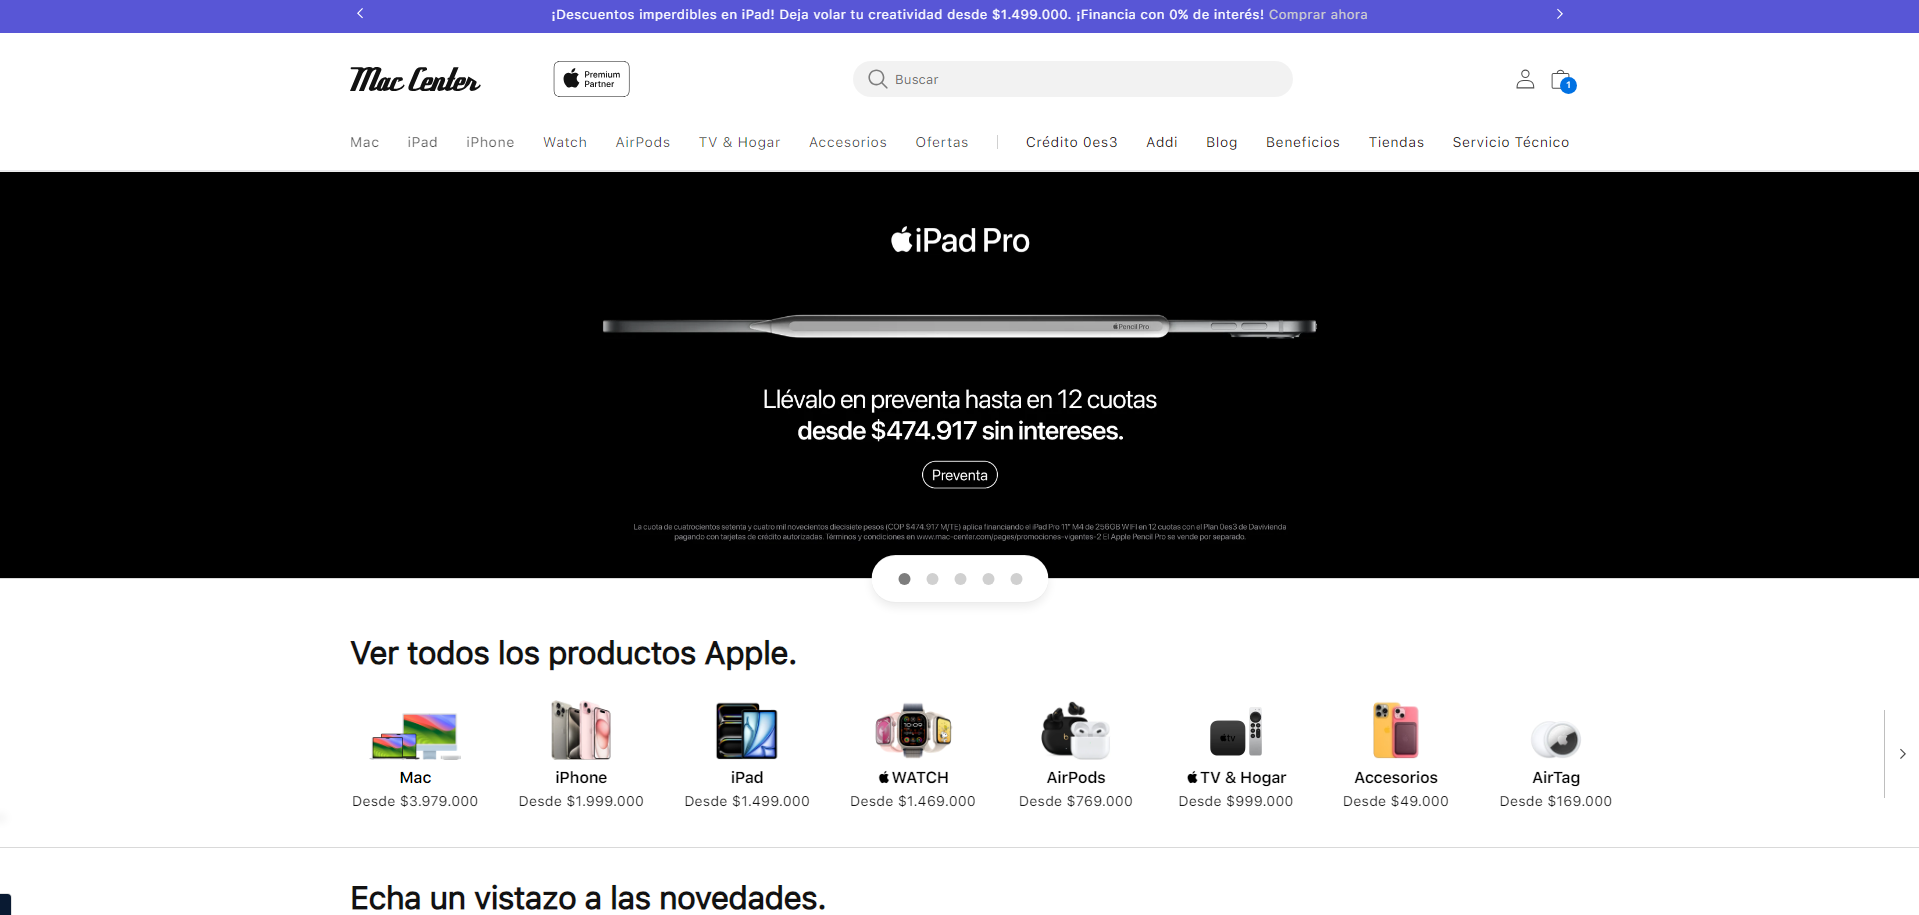 ¡Descuentos imperdibles en iPad! Deja volar tu creatividad desde $1.499.000. ¡Financia con 0% de interés! Comprar ahora
Mac Center
Premium
Partner
Buscar
1
Mac iPad iPhone Watch AirPods TV & Hogar Accesorios Ofertas Crédito 0es3 Addi Blog Beneficios Tiendas Servicio Técnico
iPad Pro
Pencil Pro
Llévalo en preventa hasta en 12 cuotas
desde $474.917 sin intereses.
Preventa
La cuota de cuatrocientos setenta y cuatro mil novecientos diecisiete pesos (COP $474.917 M/TE) aplica financiando el iPad Pro 11" M4 de 256GB WIFI en 12 cuotas con el Plan 0es3 de Davivienda
pagando con tarjetas de crédito autorizadas. Términos y condiciones en www.mac-center.com/pages/promociones-vigentes-2 El Apple Pencil Pro se vende por separado.
Ver todos los productos Apple.
tv
Mac iPhone iPad WATCH AirPods TV & Hogar Accesorios AirTag
Desde $3.979.000 Desde $1.999.000 Desde $1.499.000 Desde $1.469.000 Desde $769.000 Desde $999.000 Desde $49.000 Desde $169.000
Echa un vistazo a las novedades.